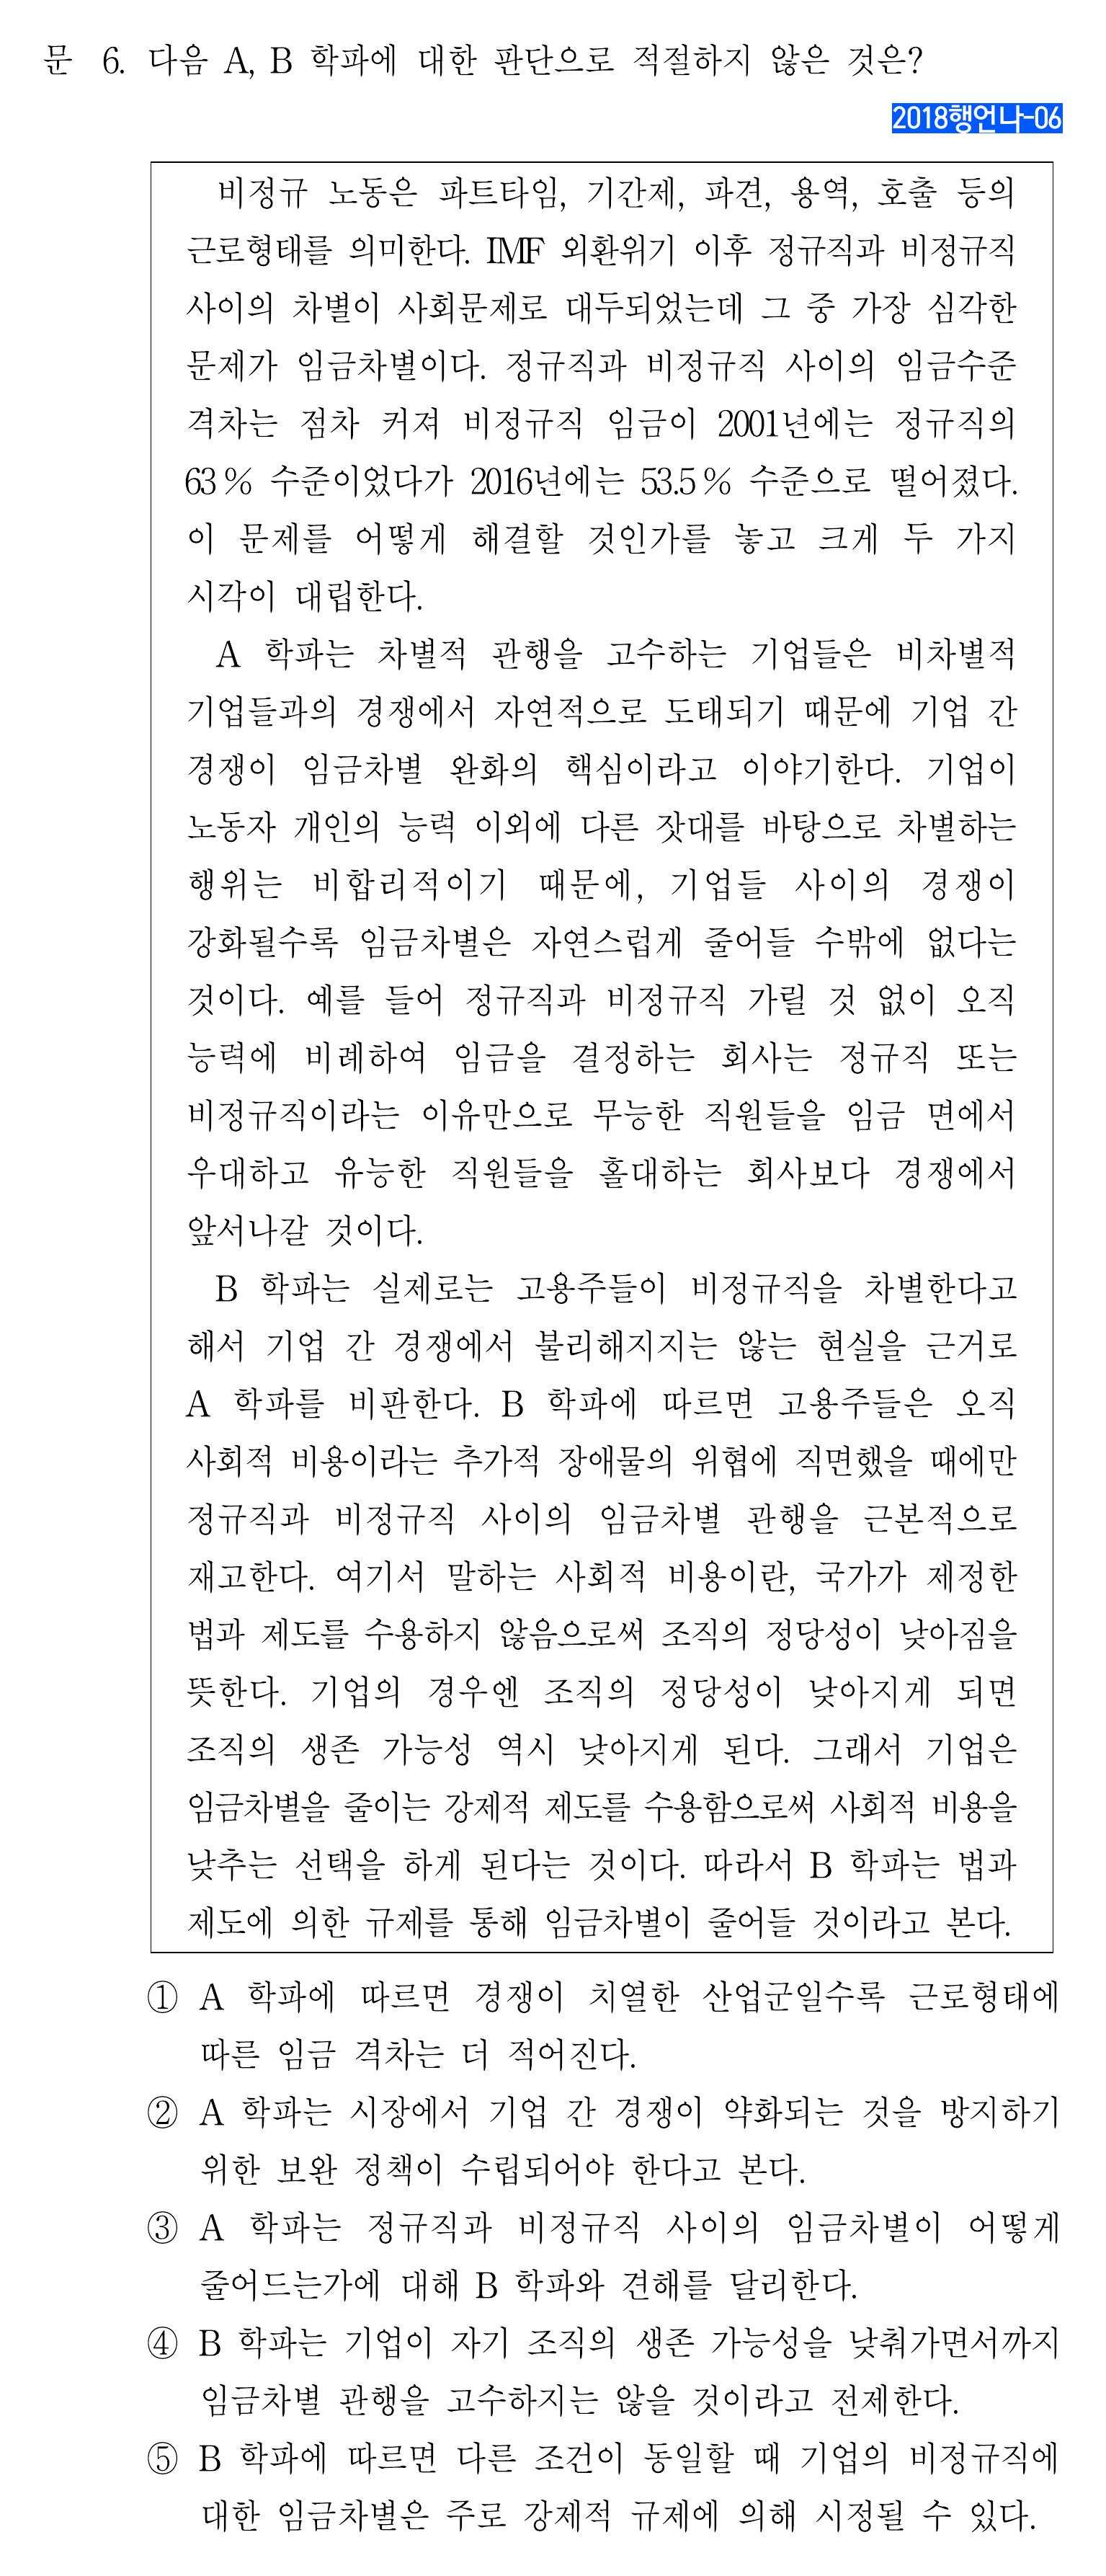 문 6. 다음 A, B 학파에 대한 판단으로 적절하지 않은 것은?
2018행언나-06
비정규 노동은 파트타임, 기간제, 파견, 용역, 호출 등의
근로형태를 의미한다. IMF 외환위기 이후 정규직과 비정규직
사이의 차별이 사회문제로 대두되었는데 그 중 가장 심각한
문제가 임금차별이다. 정규직과 비정규직 사이의 임금수준
격차는 점차 커져 비정규직 임금이 2001년에는 정규직의
63% 수준이었다가 2016년에는 53.5% 수준으로 떨어졌다.
이 문제를 어떻게 해결할 것인가를 놓고 크게 두 가지
시각이 대립한다.
A 학파는 차별적 관행을 고수하는 기업들은 비차별적
기업들과의 경쟁에서 자연적으로 도태되기 때문에 기업 간
경쟁이 임금차별 완화의 핵심이라고 이야기한다. 기업이
노동자 개인의 능력 이외에 다른 잣대를 바탕으로 차별하는
행위는 비합리적이기 때문에, 기업들 사이의 경쟁이
강화될수록 임금차별은 자연스럽게 줄어들 수밖에 없다는
것이다. 예를 들어 정규직과 비정규직 가릴 것 없이 오직
능력에 비례하여 임금을 결정하는 회사는 정규직 또는
비정규직이라는 이유만으로 무능한 직원들을 임금 면에서
우대하고 유능한 직원들을 홀대하는 회사보다 경쟁에서
앞서나갈 것이다.
B 학파는 실제로는 고용주들이 비정규직을 차별한다고
해서 기업 간 경쟁에서 불리해지지는 않는 현실을 근거로
A 학파를 비판한다. B 학파에 따르면 고용주들은 오직
사회적 비용이라는 추가적 장애물의 위협에 직면했을 때에만
정규직과 비정규직 사이의 임금차별 관행을 근본적으로
재고한다. 여기서 말하는 사회적 비용이란, 국가가 제정한
법과 제도를 수용하지 않음으로써 조직의 정당성이 낮아짐을
뜻한다. 기업의 경우엔 조직의 정당성이 낮아지게 되면
조직의 생존 가능성 역시 낮아지게 된다. 그래서 기업은
임금차별을 줄이는 강제적 제도를 수용함으로써 사회적 비용을
낮추는 선택을 하게 된다는 것이다. 따라서 B 학파는 법과
제도에 의한 규제를 통해 임금차별이 줄어들 것이라고 본다.
① A 학파에 따르면 경쟁이 치열한 산업군일수록 근로형태에
따른 임금 격차는 더 적어진다.
② A 학파는 시장에서 기업 간 경쟁이 약화되는 것을 방지하기
위한 보완 정책이 수립되어야 한다고 본다.
③ A 학파는 정규직과 비정규직 사이의 임금차별이 어떻게
줄어드는가에 대해 B 학파와 견해를 달리한다.
④ B 학파는 기업이 자기 조직의 생존 가능성을 낮춰가면서까지
임금차별 관행을 고수하지는 않을 것이라고 전제한다.
⑤ B 학파에 따르면 다른 조건이 동일할 때 기업의 비정규직에
대한 임금차별은 주로 강제적 규제에 의해 시정될 수 있다.